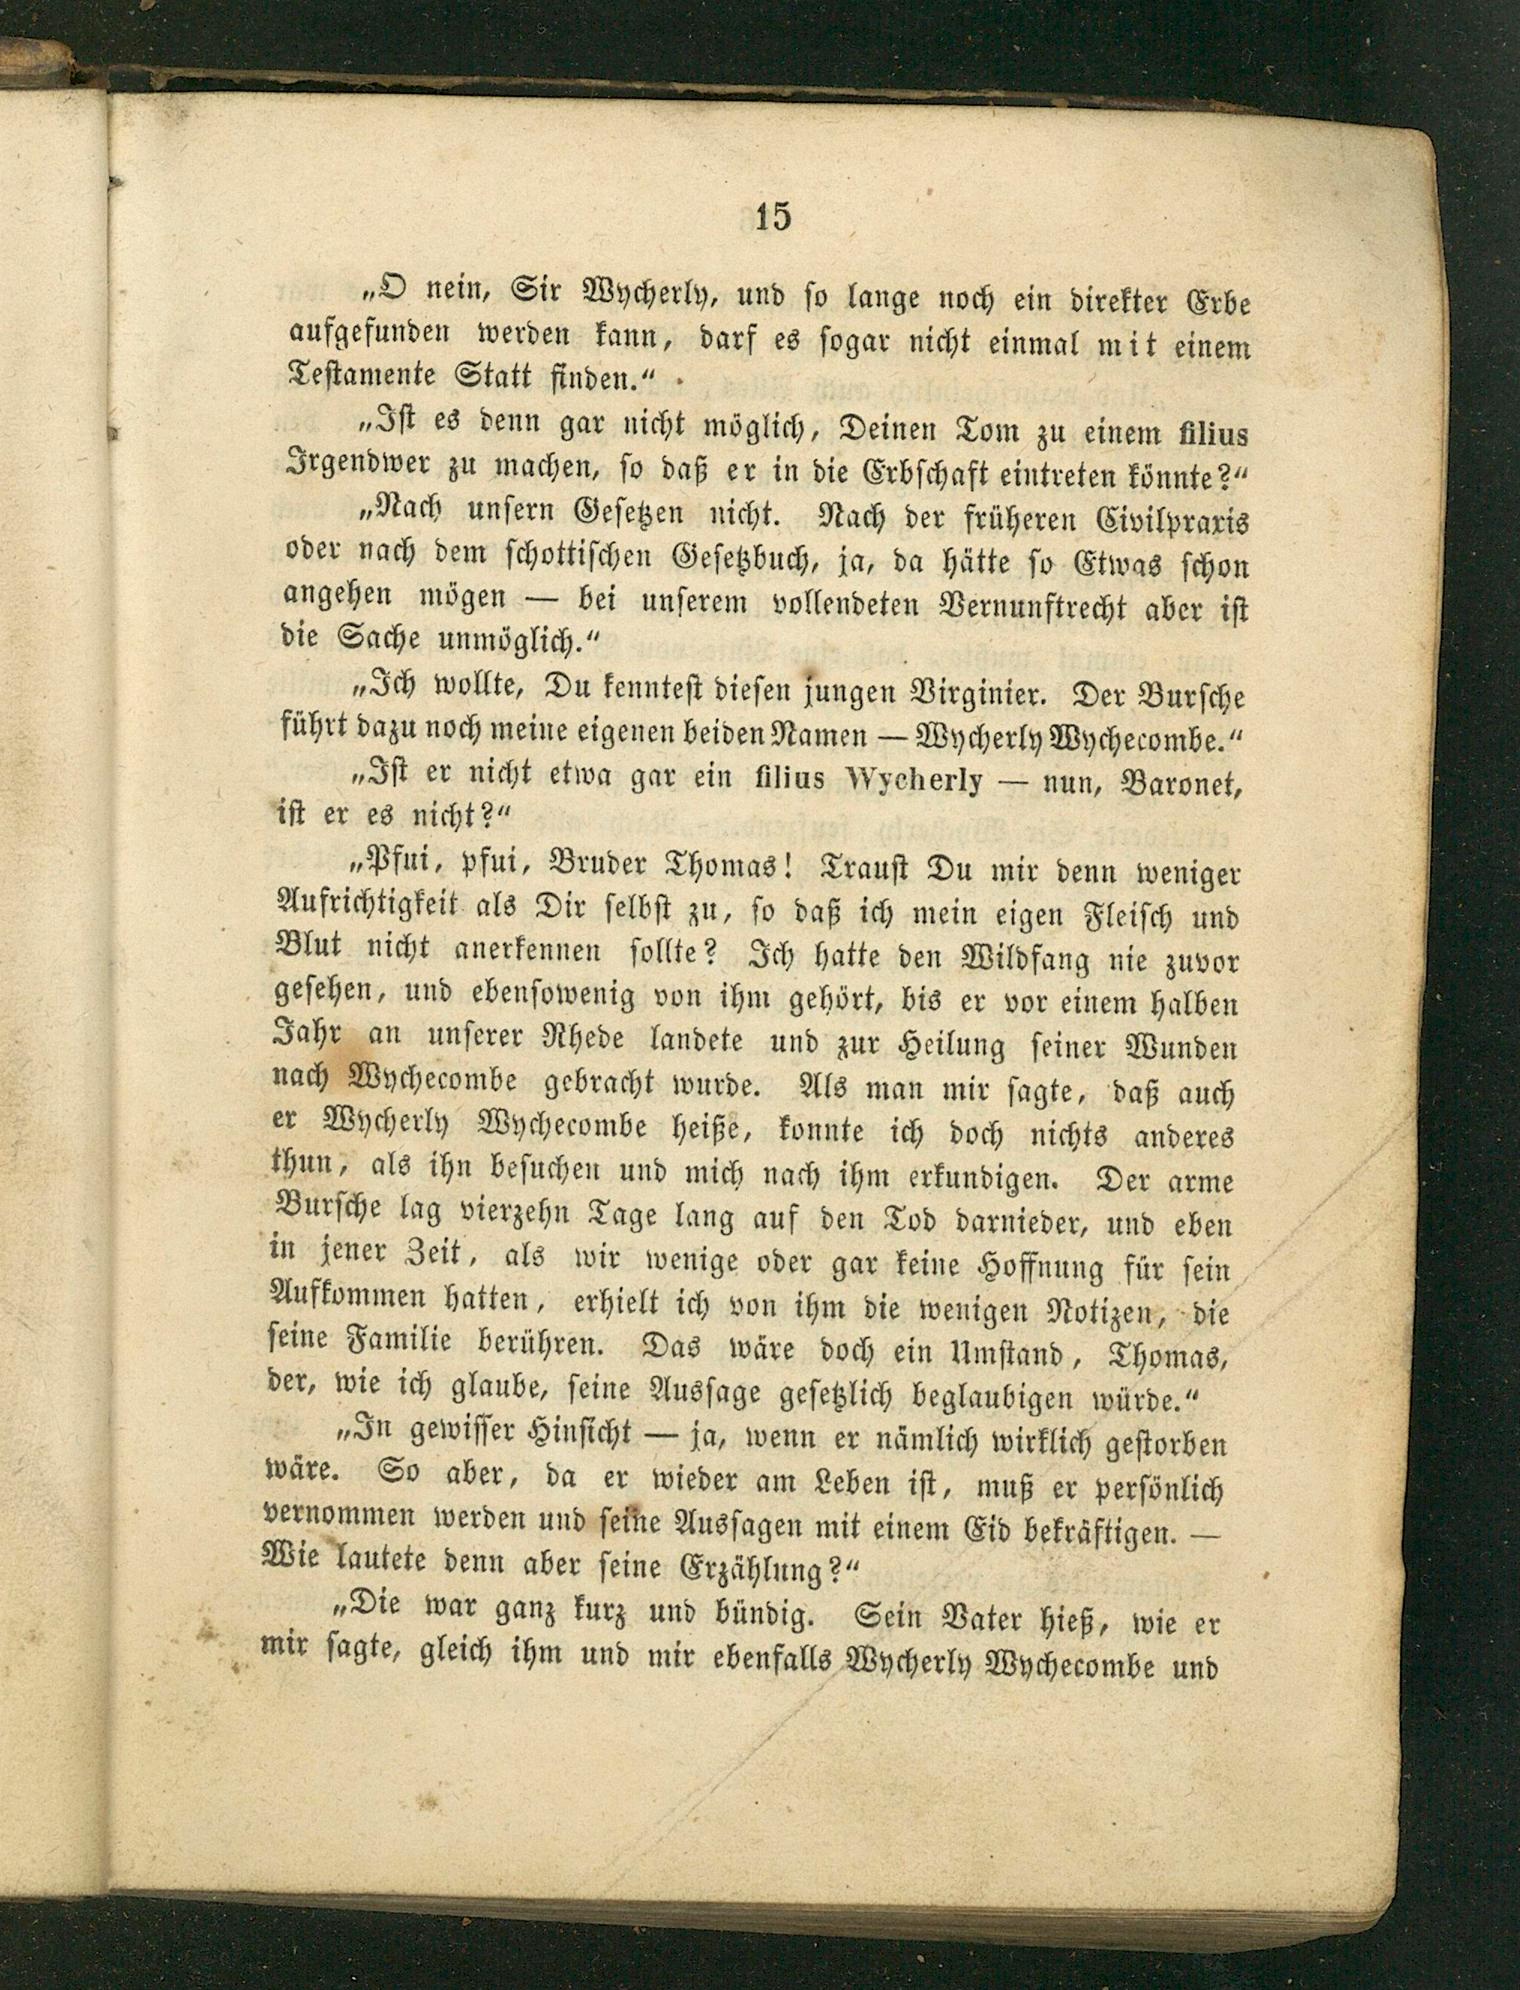 15
„O nein, Sir Wycherly, und so lange noch ein direkter Erbe
aufgefunden werden kann, darf es sogar nicht einmal mit einem
Testamente Statt finden.“
„Ist es denn gar nicht möglich, Deinen Tom zu einem filius
Irgendwer zu machen, so daß er in die Erbschaft eintreten könnte?“
„Nach unsern Gesetzen nicht. Nach der früheren Civilpraxis
oder nach dem schottischen Gesetzbuch, ja, da hätte so Etwas schon
angehen mögen — bei unserem vollendeten Vernunftrecht aber ist
die Sache unmöglich.“
„Ich wollte, Du kenntest diesen jungen Virginier. Der Bursche
führt dazu noch meine eigenen beiden Namen — Wycherly Wychecombe.“
„Ist er nicht etwa gar ein filius Wycherly — nun, Baronet,
ist er es nicht?“
„Pfui, pfui, Bruder Thomas! Traust Du mir denn weniger
Aufrichtigkeit als Dir selbst zu, so daß ich mein eigen Fleisch und
Blut nicht anerkennen sollte? Ich hatte den Wildfang nie zuvor
gesehen, und ebensowenig von ihm gehört, bis er vor einem halben
Jahr an unserer Rhede landete und zur Heilung seiner Wunden
nach Wychecombe gebracht wurde. Als man mir sagte, daß auch
er Wycherly Wychecombe heiße, konnte ich doch nichts anderes
thun, als ihn besuchen und mich nach ihm erkundigen. Der arme
Bursche lag vierzehn Tage lang auf den Tod darnieder, und eben
in jener Zeit, als wir wenige oder gar keine Hoffnung für sein
Aufkommen hatten, erhielt ich von ihm die wenigen Notizen, die
seine Familie berühren. Das wäre doch ein Umstand, Thomas,
der, wie ich glaube, seine Aussage gesetzlich beglaubigen würde.“
„In gewisser Hinsicht — ja, wenn er nämlich wirklich gestorben
wäre. So aber, da er wieder am Leben ist, muß er persönlich
vernommen werden und seine Aussagen mit einem Eid bekräftigen. —
Wie lautete denn aber seine Erzählung?“
„Die war ganz kurz und bündig. Sein Vater hieß, wie er
mir sagte, gleich ihm und mir ebenfalls Wycherly Wychecombe und